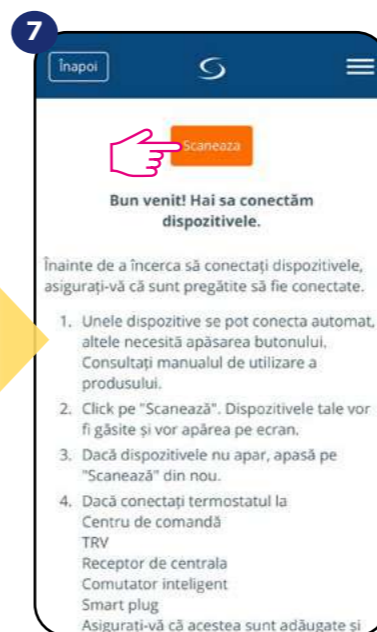 7
Înapoi
Scaneaza
Bun venit! Hai sa conectăm
dispozitivele.
Înainte de a încerca să conectați dispozitivele,
asigurați-vă că sunt pregătite să fie conectate.
1. Unele dispozitive se pot conecta automat,
altele necesită apăsarea butonului.
Consultați manualul de utilizare a
produsului.
2. Click pe "Scanează". Dispozitivele tale vor
fi găsite și vor apărea pe ecran.
3. Dacă dispozitivele nu apar, apasă pe
"Scanează" din nou.
4. Dacă conectați termostatul la
Centru de comandă
TRV
Receptor de centrala
Comutator inteligent
Smart plug
Asigurați-vă că acestea sunt adăugate și